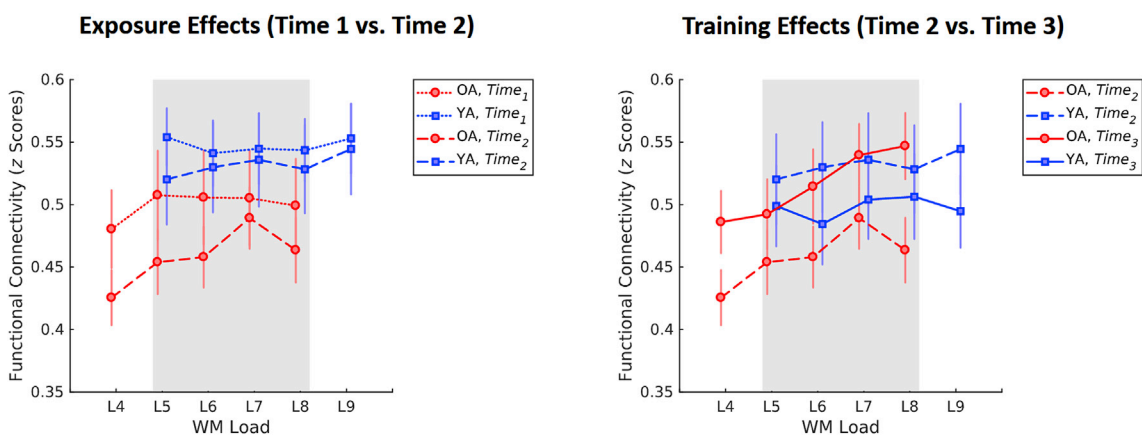 Exposure Effects (Time 1 vs. Time 2)
Functional Connectivity (z Scores)
0.6
0.55
0.5
0.45
0.4
0.35
L4 L5 L6 L7 L8 L9
WM Load
OA, Time1
YA, Time1
OA, Time2
YA, Time2
Training Effects (Time 2 vs. Time 3)
Functional Connectivity (z Scores)
0.6
0.55
0.5
0.45
0.4
0.35
L4 L5 L6 L7 L8 L9
WM Load
OA, Time2
YA, Time2
OA, Time3
YA, Time3